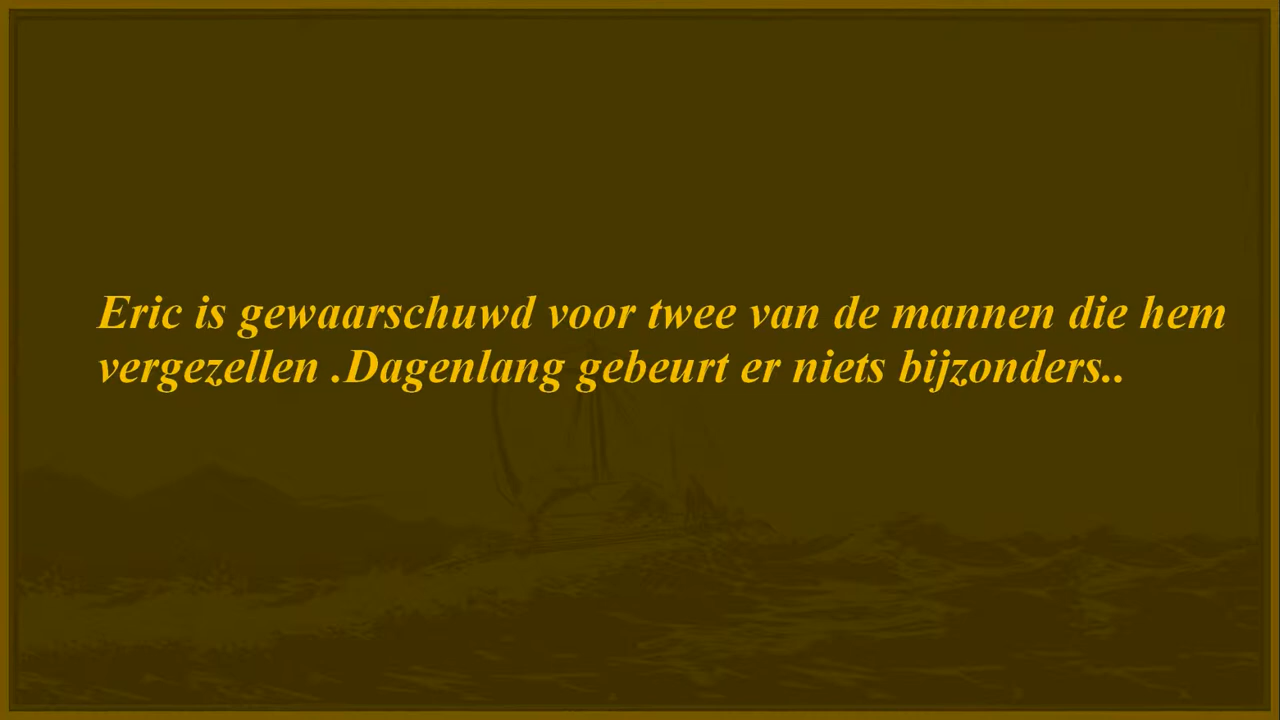 Eric is gewaarschuwd voor twee van de mannen die hem
vergezellen .Dagenlang gebeurt er niets bijzonders..